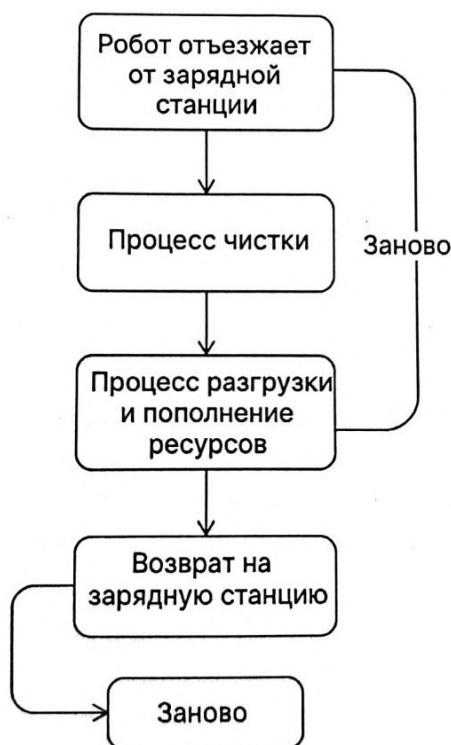 Робот отъезжает
от зарядной
станции
Процесс чистки
Заново
Процесс разгрузки
и пополнение
ресурсов
Возврат на
зарядную станцию
Заново